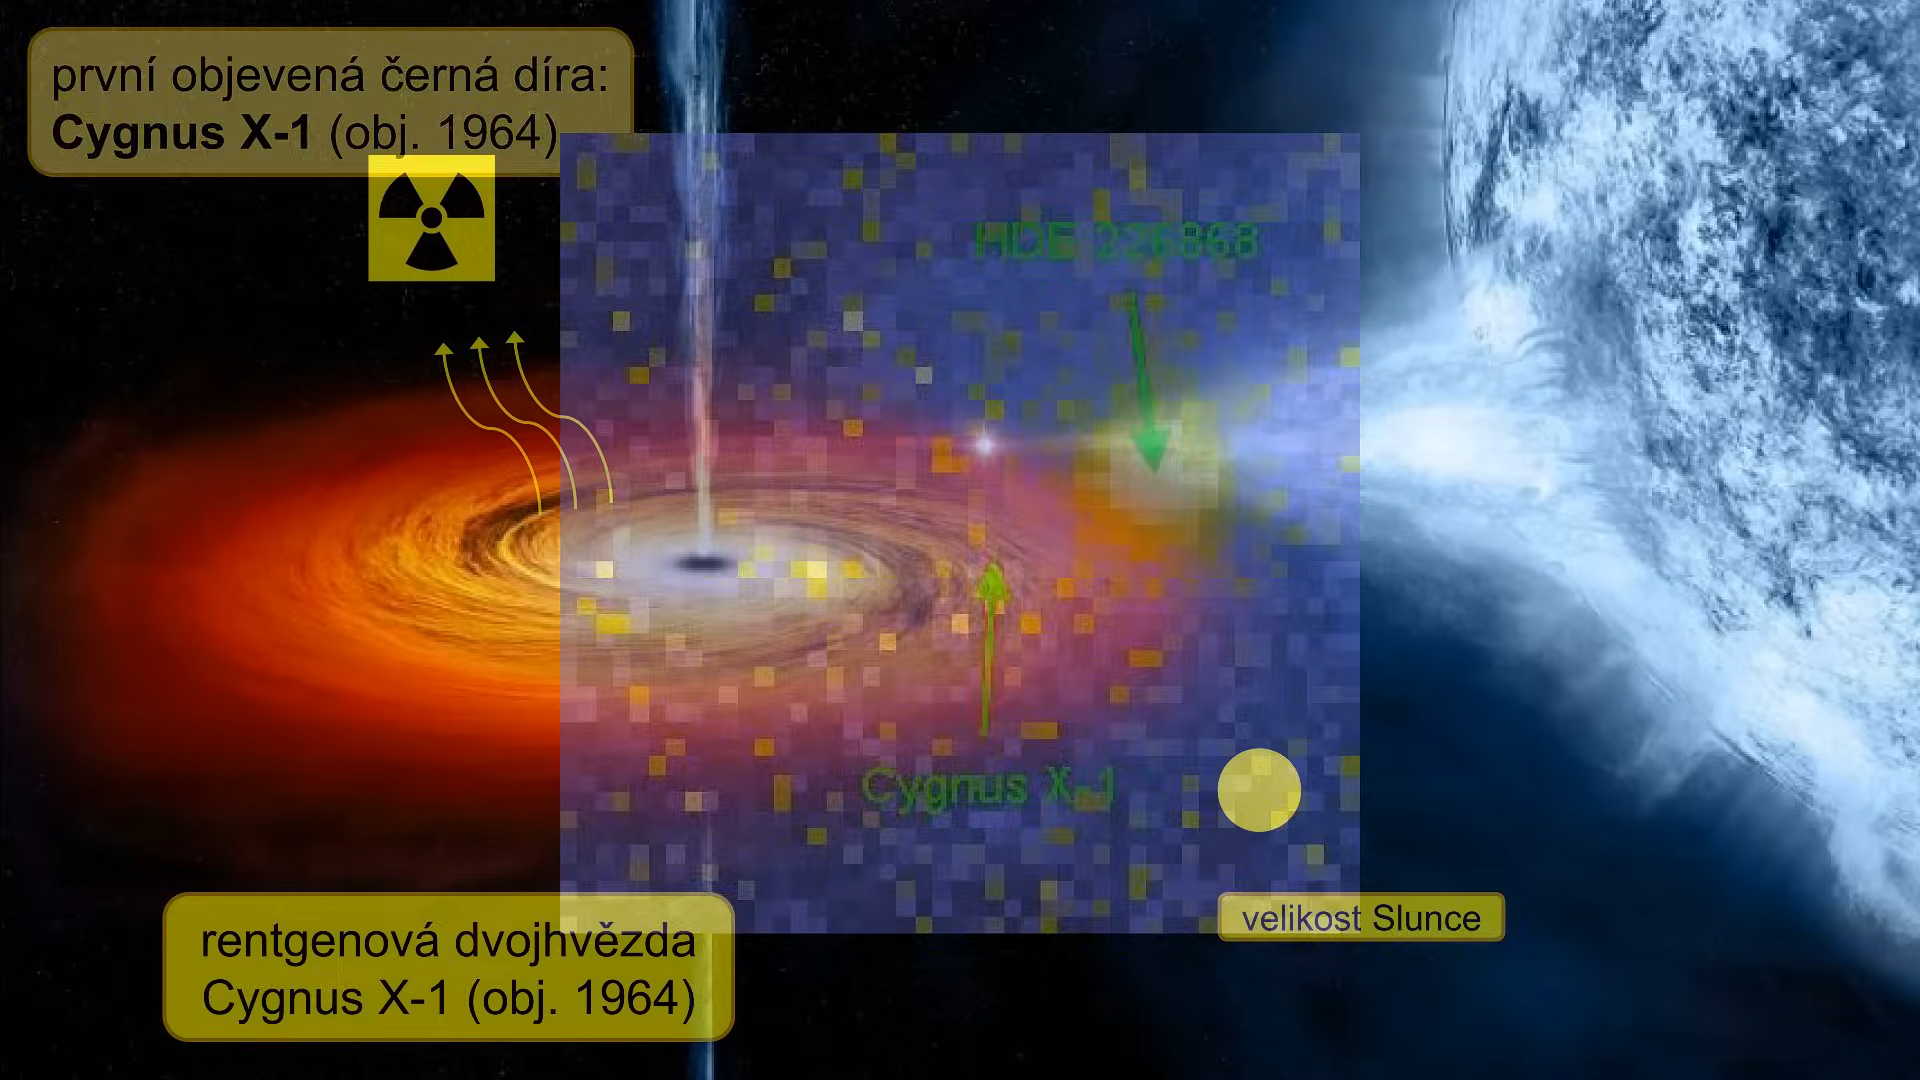 první objevená černá díra:
Cygnus X-1 (obj. 1964)
HDE 226868
Cygnus X-1
velikost Slunce
rentgenová dvojhvězda
Cygnus X-1 (obj. 1964)